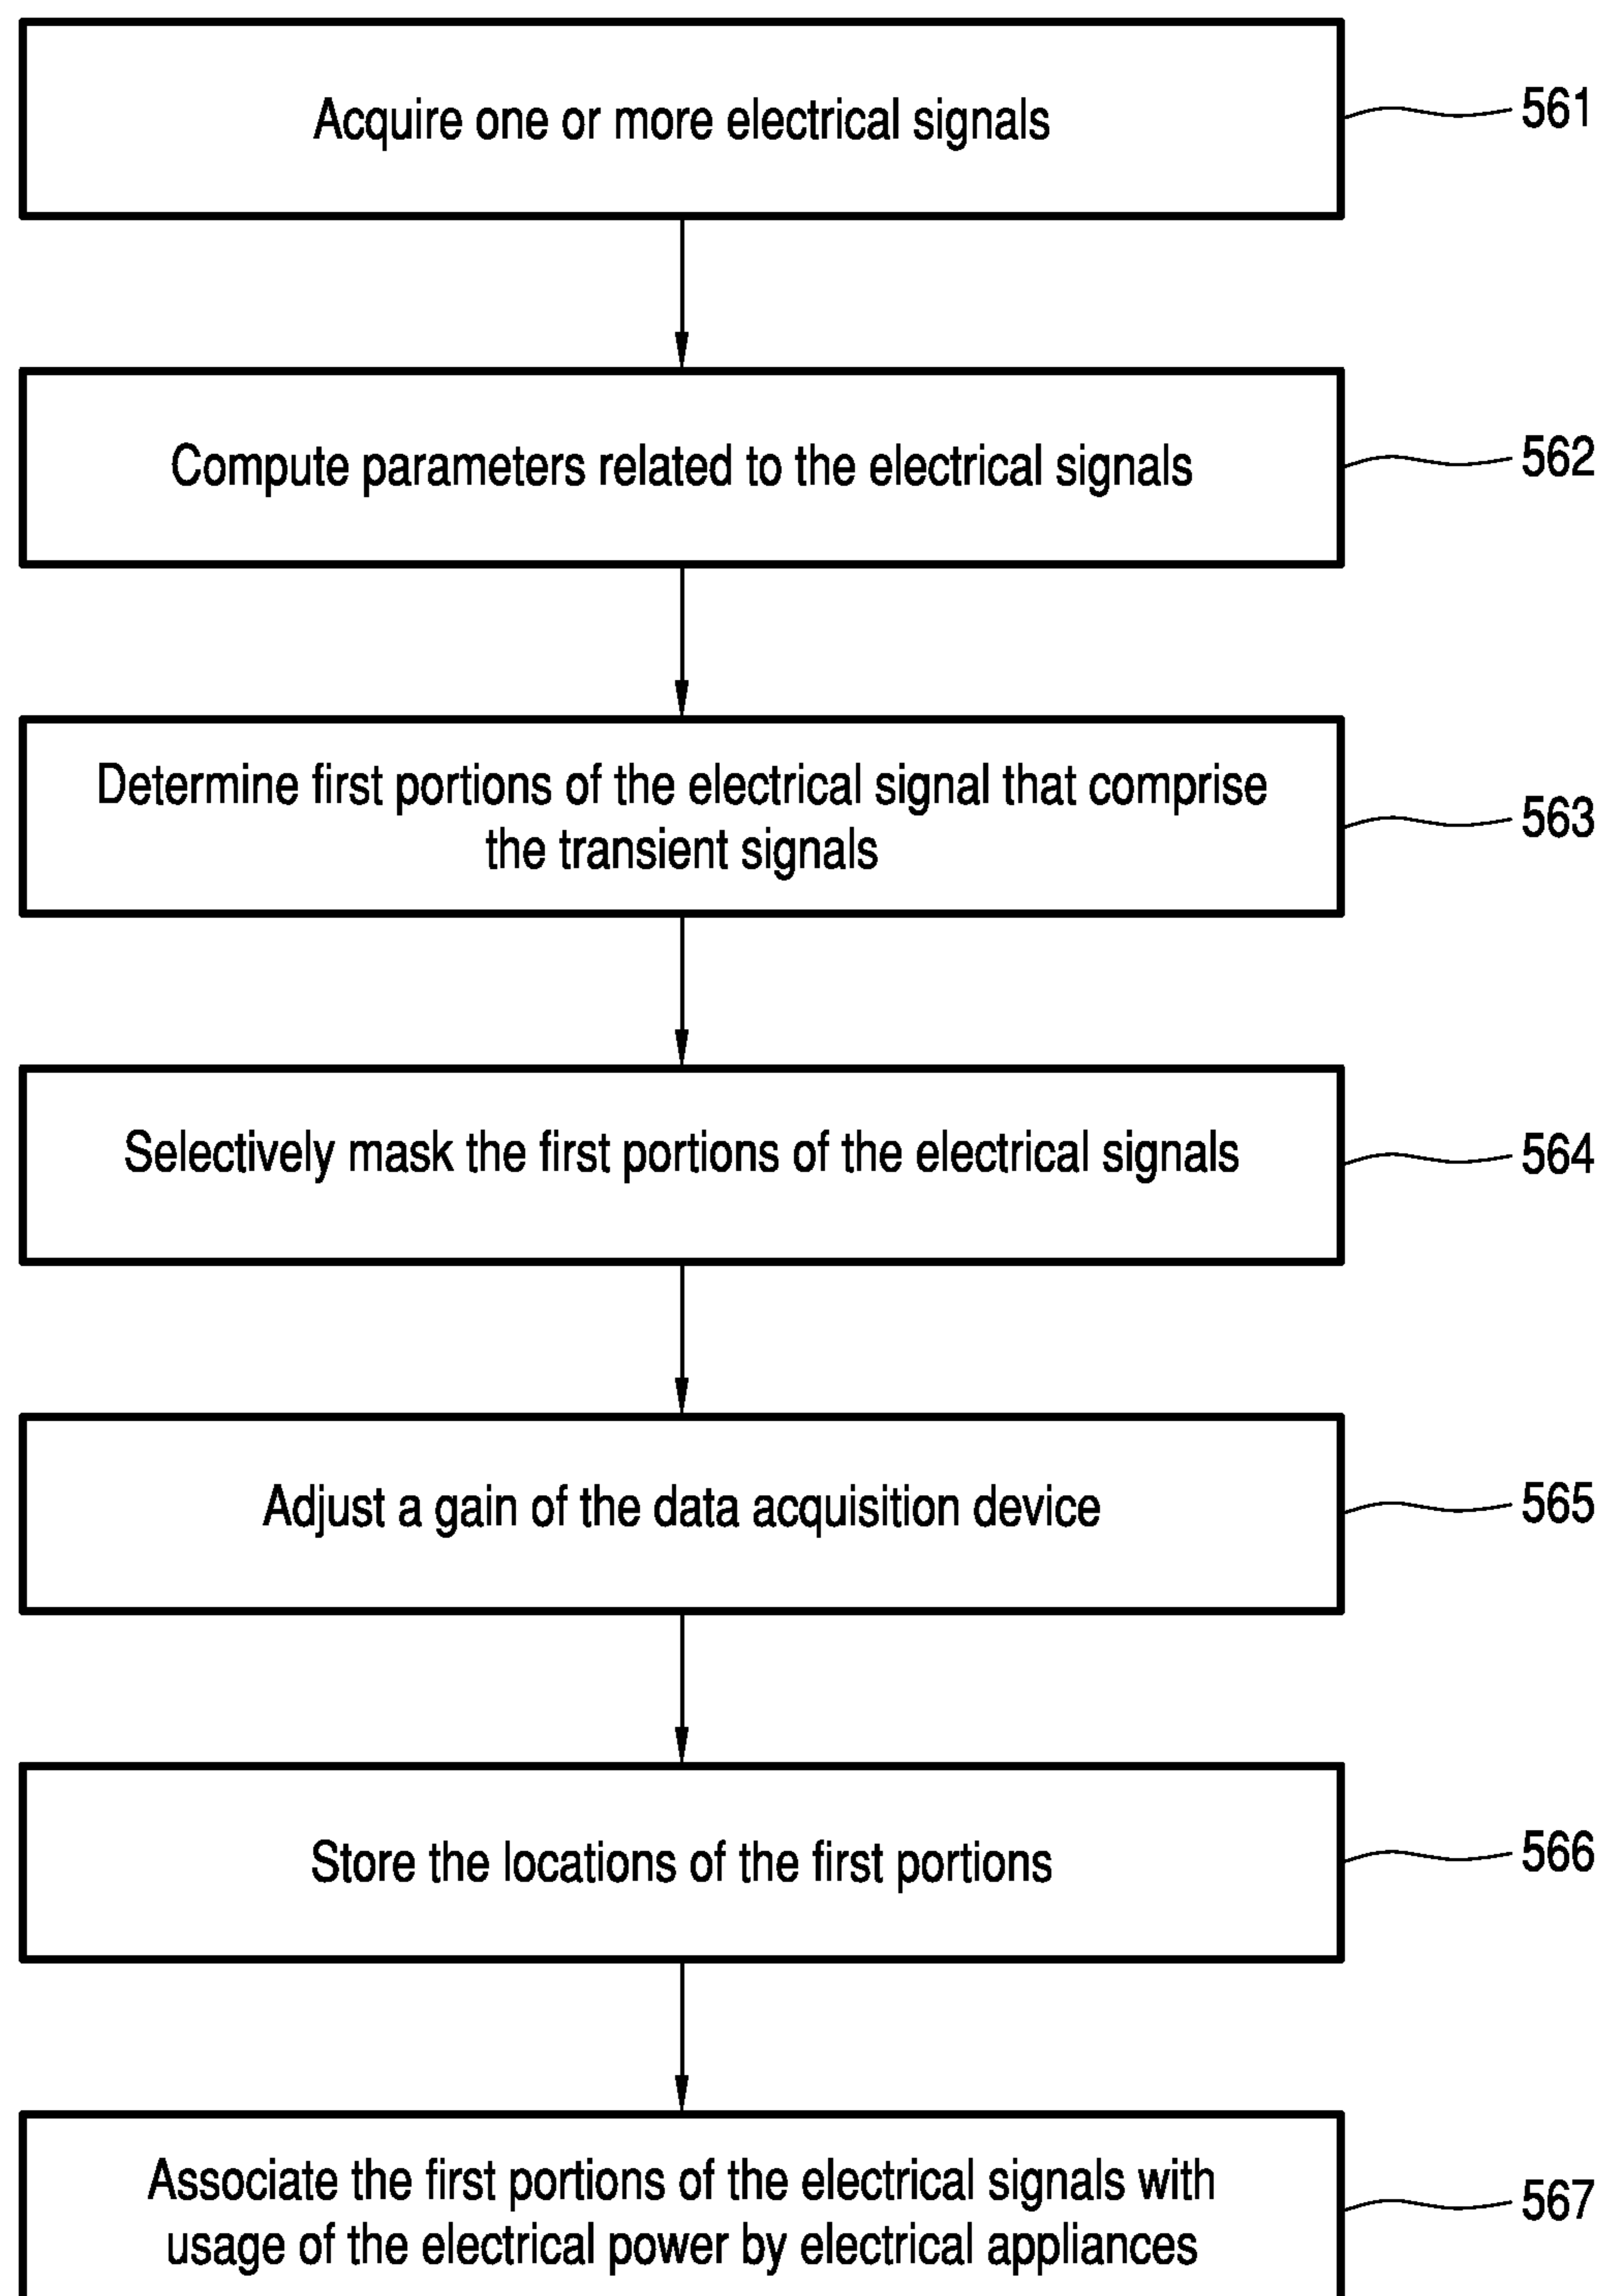 Acquire one or more electrical signals
561
Compute parameters related to the electrical signals
562
Determine first portions of the electrical signal that comprise
the transient signals
563
Selectively mask the first portions of the electrical signals
564
Adjust a gain of the data acquisition device
565
Store the locations of the first portions
566
Associate the first portions of the electrical signals with
usage of the electrical power by electrical appliances
567